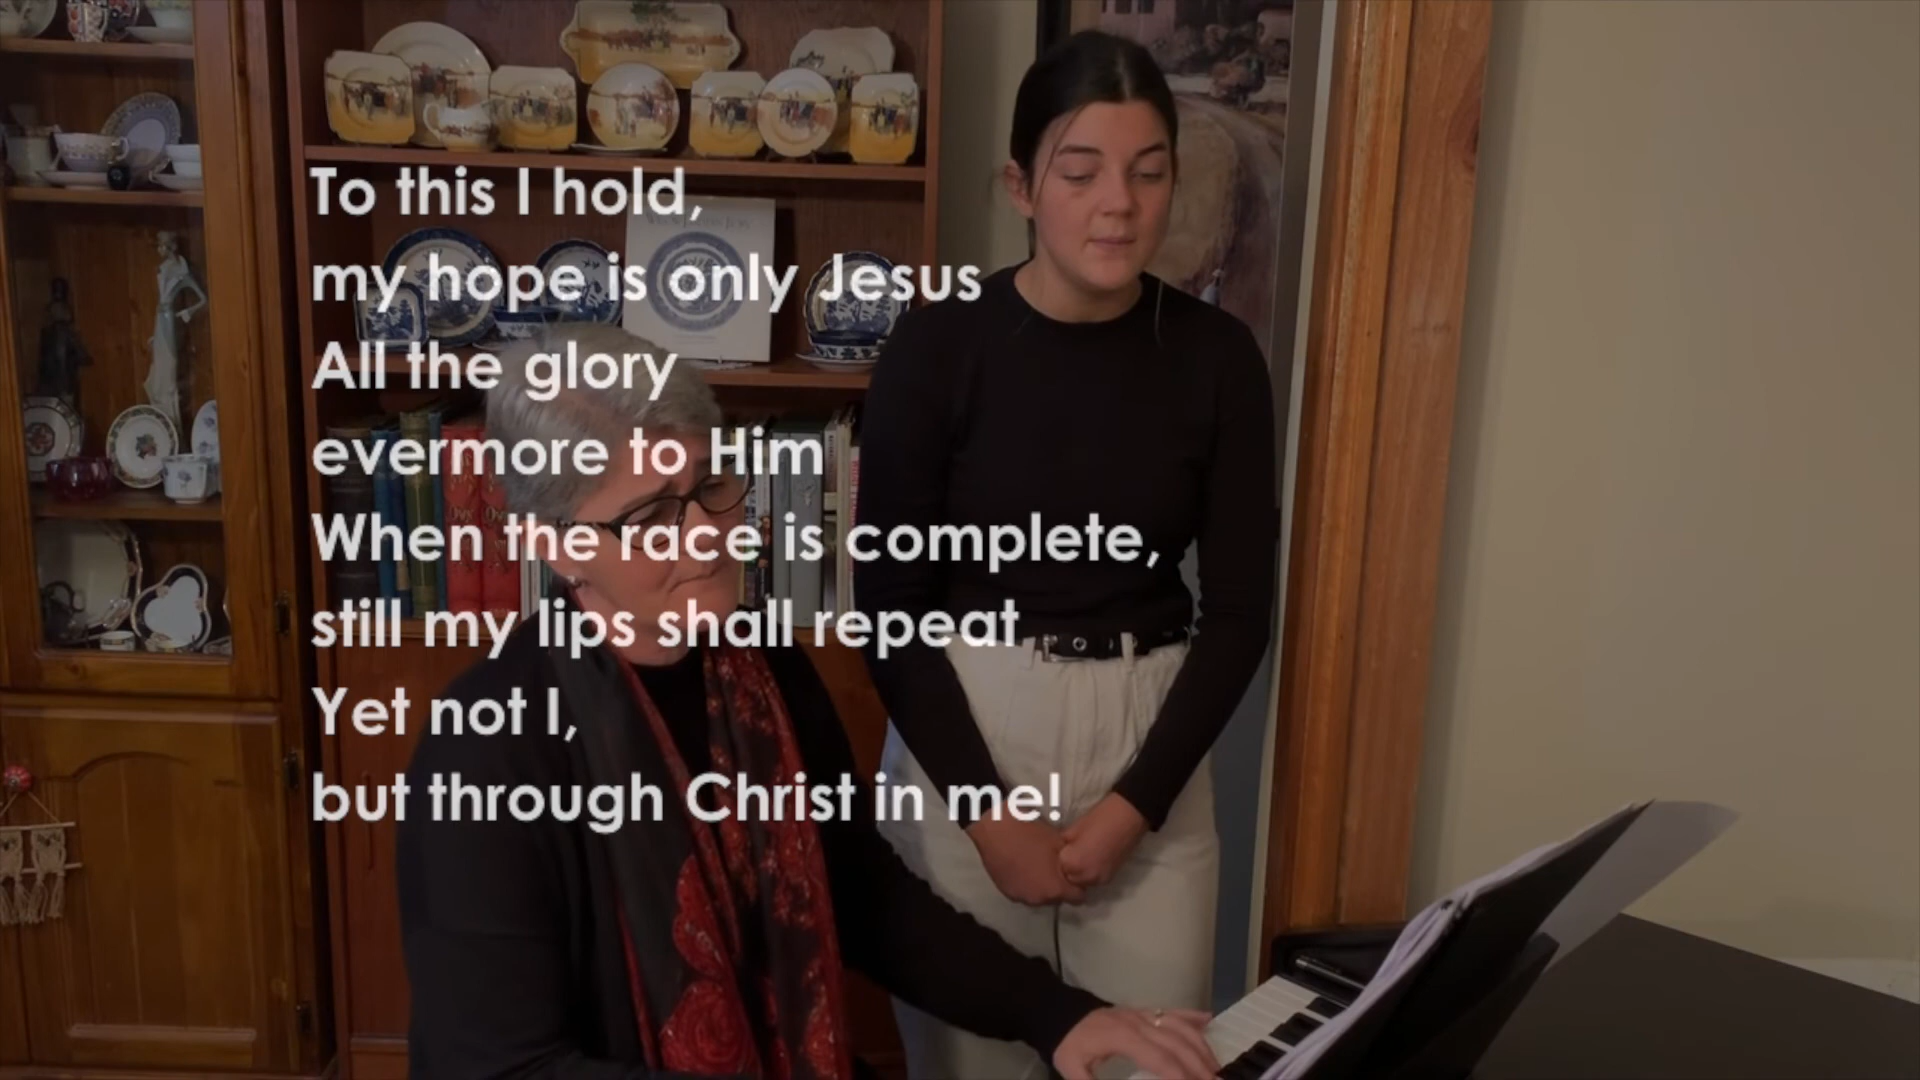 To this I hold,
my hope is only Jesus
All the glory
evermore to Him
When the race is complete,
still my lips shall repeat
Yet not I,
but through Christ in me!